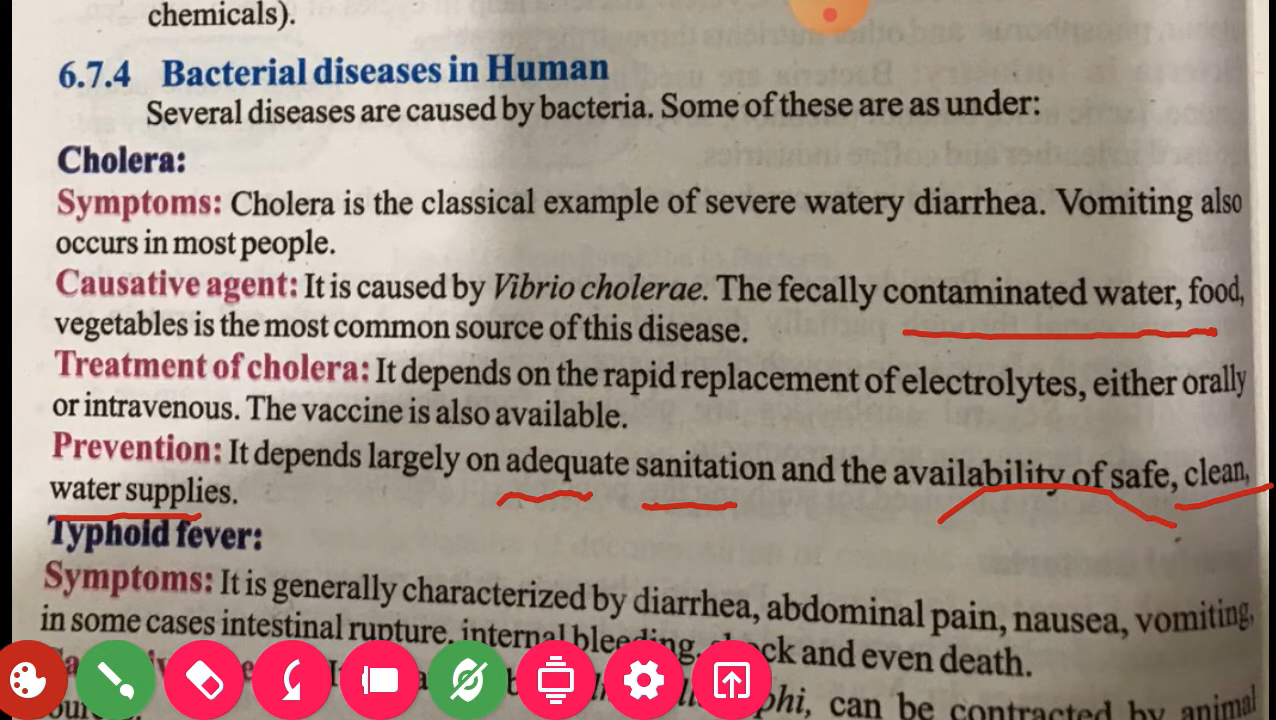 chemicals).
6.7.4 Bacterial diseases in Human
Several diseases are caused by bacteria. Some of these are as under:
Cholera:
Symptoms: Cholera is the classical example of severe watery diarrhea. Vomiting also
occurs in most people.
Causative agent: It is caused by Vibrio cholerae. The fecally contaminated water, food,
vegetables is the most common source of this disease.
Treatment of cholera: It depends on the rapid replacement of electrolytes, either orally
or intravenous. The vaccine is also available.
Prevention: It depends largely on adequate sanitation and the availability of safe, clean,
water supplies.
Typhoid fever:
Symptoms: It is generally characterized by diarrhea, abdominal pain, nausea, vomiting,
in some cases intestinal rupture, internal bleeding, shock and even death.
can be contracted by animal